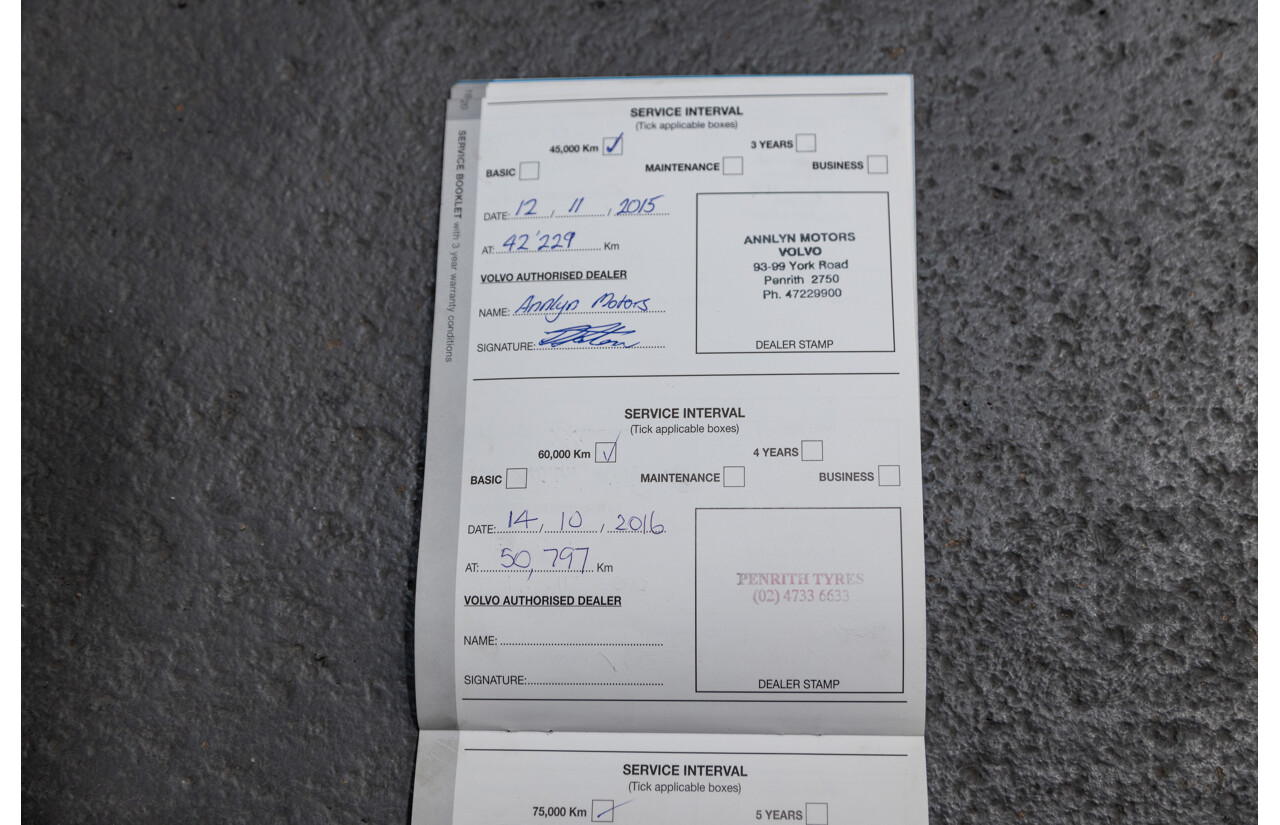 SERVICE BOOKLET with 3 year warranty conditions
SERVICE INTERVAL
(Tick applicable boxes)
45,000 Km ✓ 3 YEARS
BASIC MAINTENANCE BUSINESS
DATE: 12 / 11 / 2015
AT: 42'229 Km
VOLVO AUTHORISED DEALER
NAME: Annlyn Motors
SIGNATURE:
ANNLYN MOTORS
VOLVO
93-99 York Road
Penrith 2750
Ph. 47229900
DEALER STAMP
SERVICE INTERVAL
(Tick applicable boxes)
60,000 Km ✓ 4 YEARS
BASIC MAINTENANCE BUSINESS
DATE: 14 / 10 / 2016
AT: 50,797 Km
VOLVO AUTHORISED DEALER
NAME:
SIGNATURE:
PENRITH TYRES
(02) 4733 6633
DEALER STAMP
SERVICE INTERVAL
(Tick applicable boxes)
75,000 Km ✓ 5 YEARS